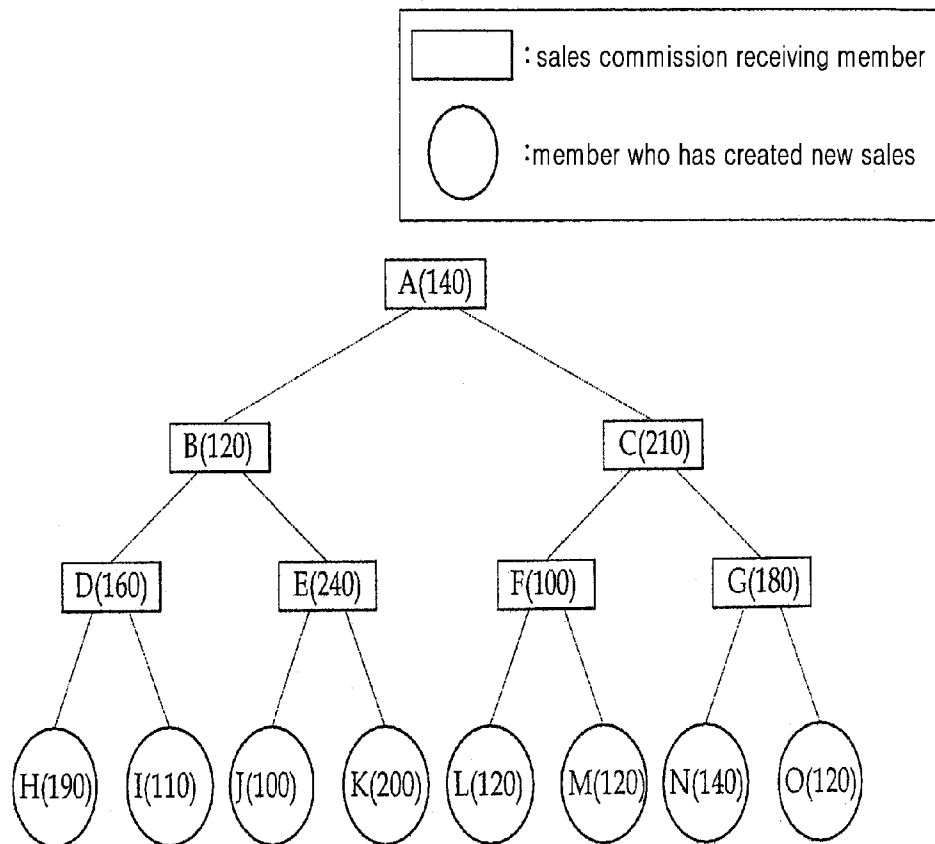 : sales commission receiving member
:member who has created new sales
A(140)
B(120) C(210)
D(160) E(240) F(100) G(180)
H(190) I(110) J(100) K(200) L(120) M(120) N(140) O(120)